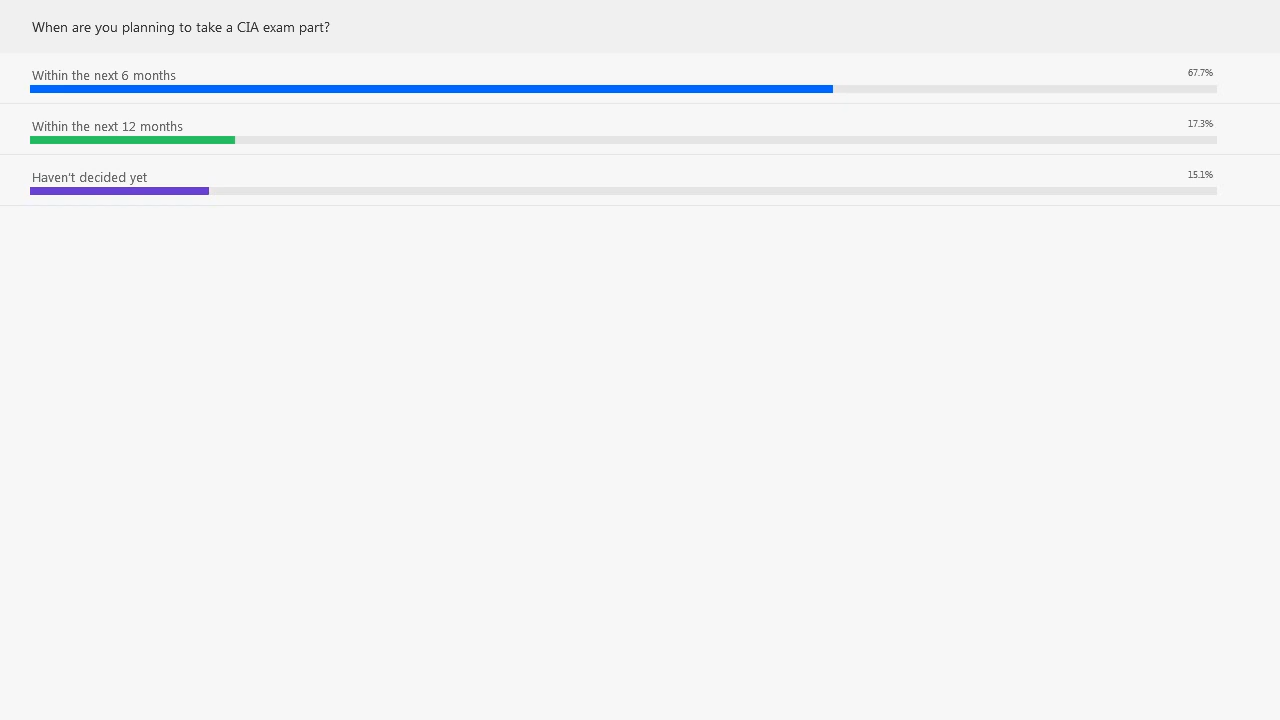 When are you planning to take a CIA exam part?
Within the next 6 months 67.7%
Within the next 12 months 17.3%
Haven't decided yet 15.1%